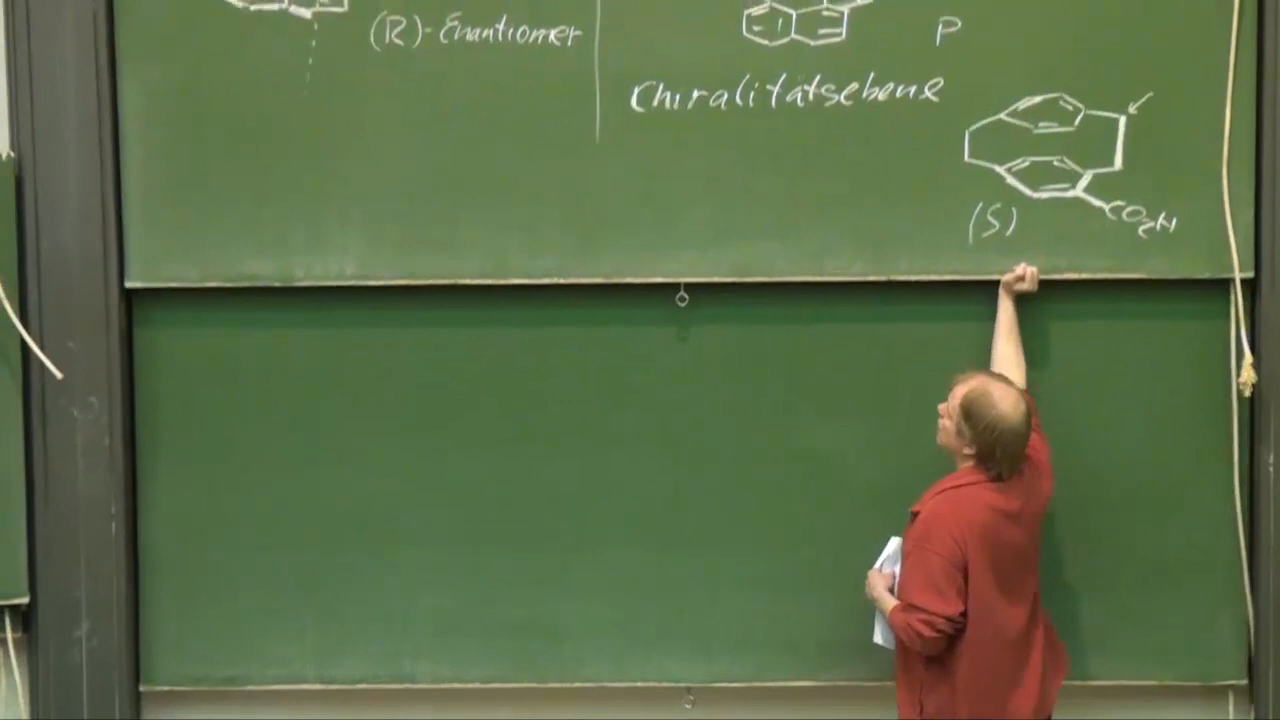 (R)-Enantiomer
P
Chiralitätsebene
(S)
CO₂H